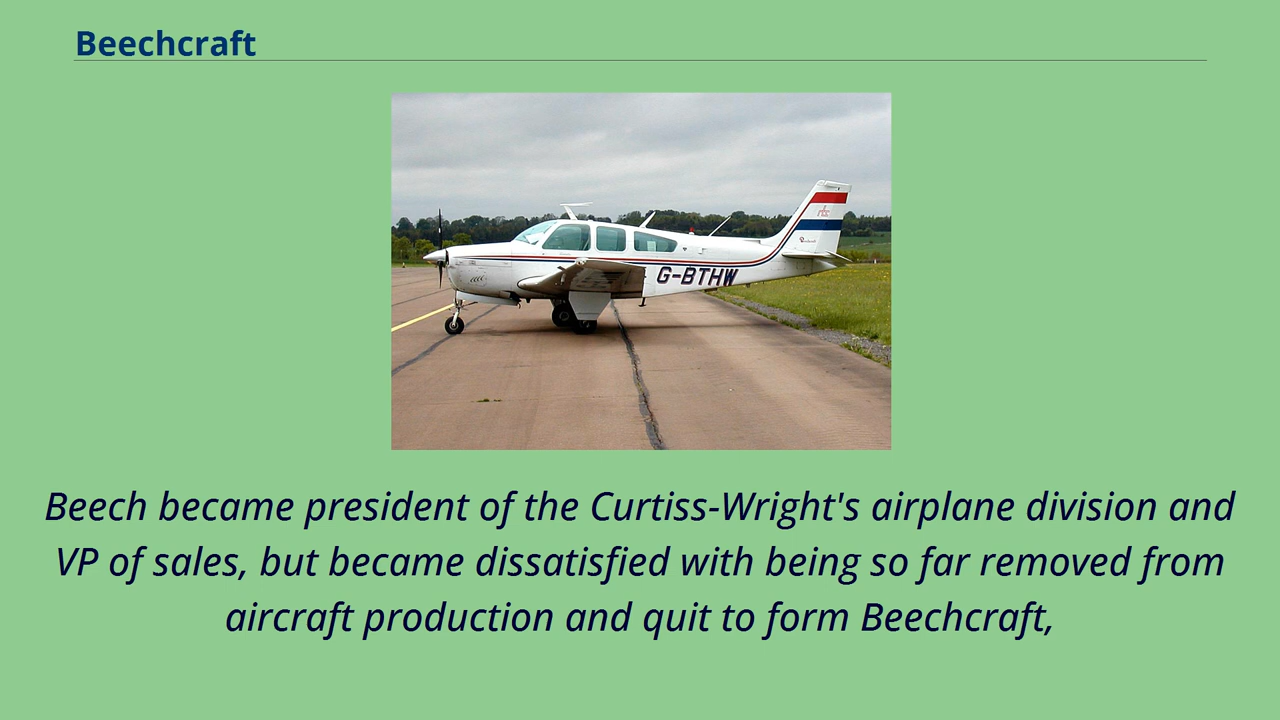 Beechcraft
G-BTHW
Beech became president of the Curtiss-Wright's airplane division and
VP of sales, but became dissatisfied with being so far removed from
aircraft production and quit to form Beechcraft,